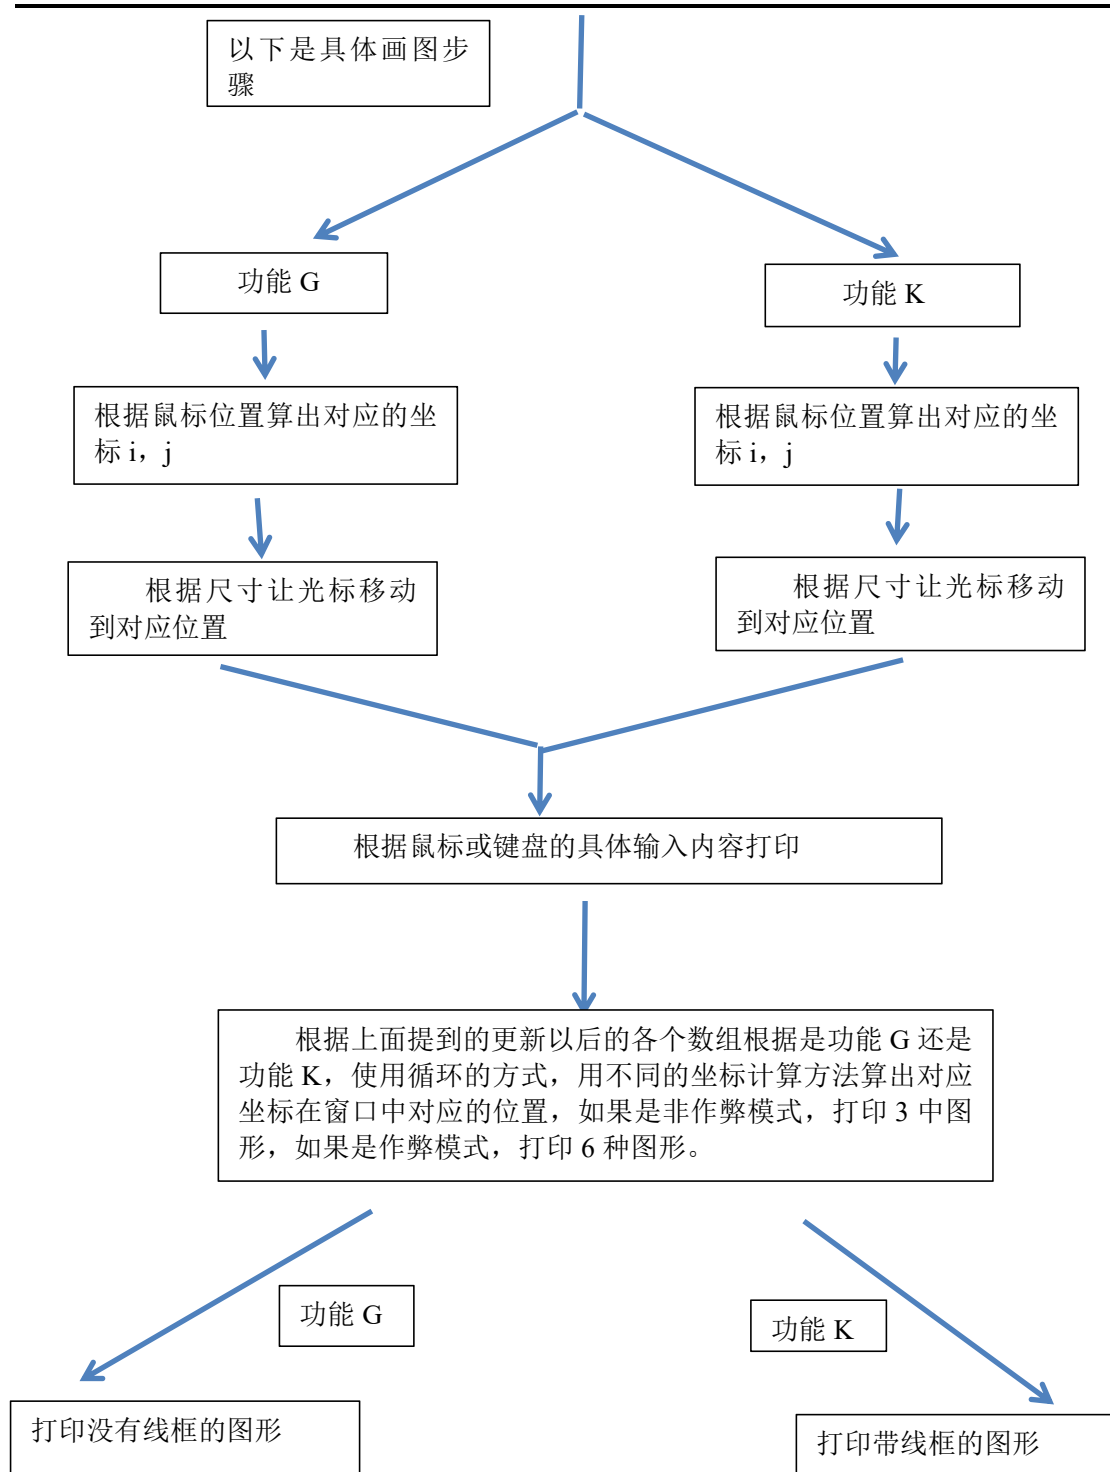 以下是具体画图步
骤
功能 G
功能 K
根据鼠标位置算出对应的坐
标 i，j
根据鼠标位置算出对应的坐
标 i，j
根据尺寸让光标移动
到对应位置
根据尺寸让光标移动
到对应位置
根据鼠标或键盘的具体输入内容打印
根据上面提到的更新以后的各个数组根据是功能 G 还是
功能 K，使用循环的方式，用不同的坐标计算方法算出对应
坐标在窗口中对应的位置，如果是非作弊模式，打印 3 中图
形，如果是作弊模式，打印 6 种图形。
功能 G
功能 K
打印没有线框的图形
打印带线框的图形